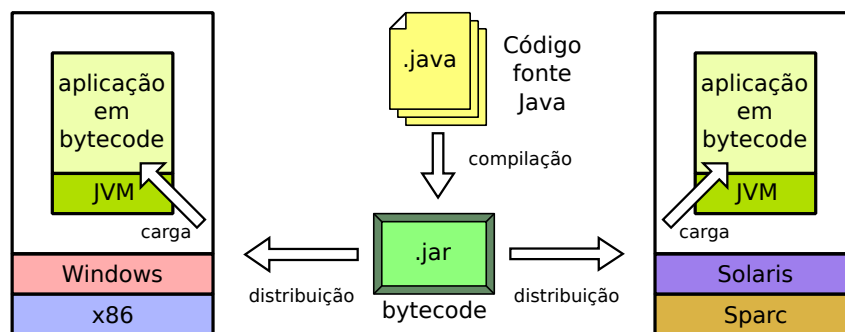 aplicação
em
bytecode
JVM
carga
Windows
x86
.java
Código
fonte
Java
compilação
.jar
bytecode
distribuição
distribuição
aplicação
em
bytecode
JVM
carga
Solaris
Sparc